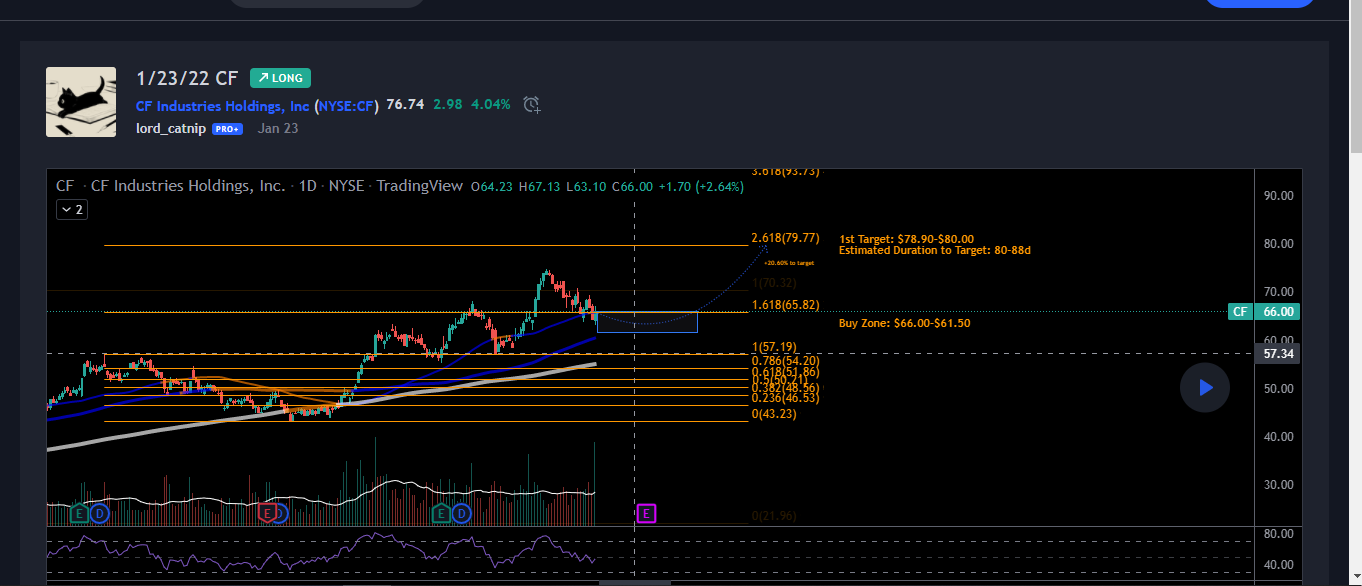 1/23/22 CF LONG
CF Industries Holdings, Inc (NYSE:CF) 76.74 2.98 4.04%
lord_catnip PRO+ Jan 23
CF · CF Industries Holdings, Inc. · 1D · NYSE · TradingView O64.23 H67.13 L63.10 C66.00 +1.70 (+2.64%)
2
3.618(93.73)
90.00
2.618(79.77)
1st Target: $78.90-$80.00
80.00
Estimated Duration to Target: 80-88d
+20.60% to target
1(70.32)
70.00
1.618(65.82)
CF 66.00
Buy Zone: $66.00-$61.50
60.00
1(57.19)
57.34
0.786(54.20)
0.618(51.86)
50.00
0.382(48.56)
0.236(46.53)
0(43.23)
40.00
30.00
E D E D E D E
0(21.96)
80.00
40.00